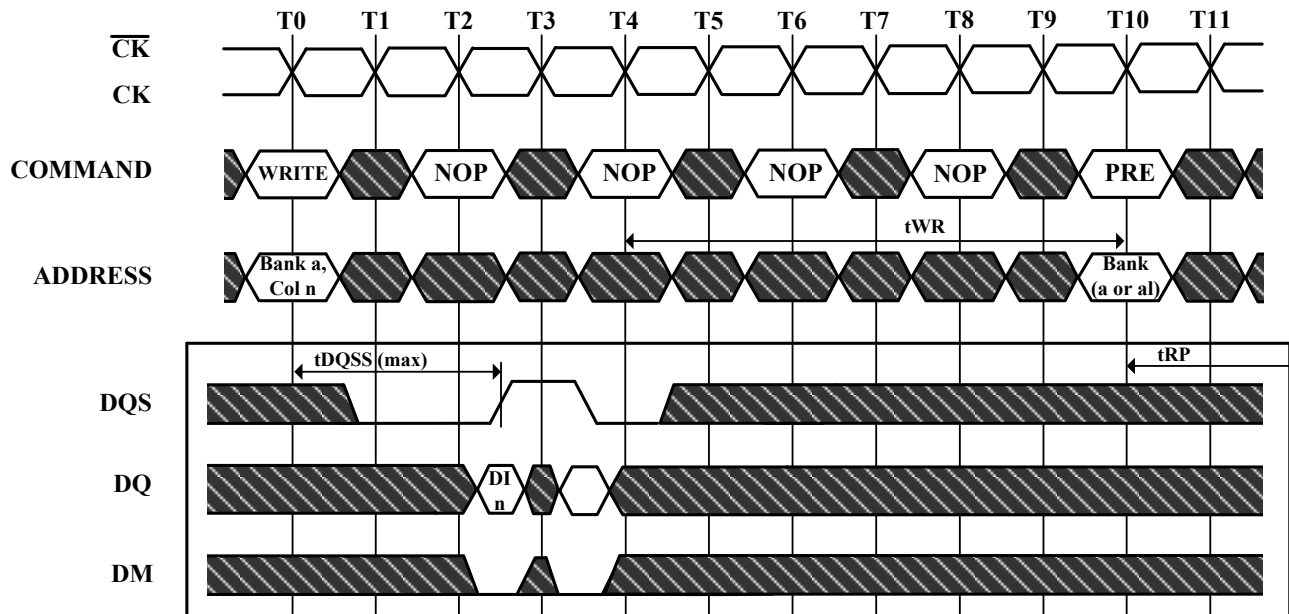 T0 T1 T2 T3 T4 T5 T6 T7 T8 T9 T10 T11
CK
CK
COMMAND WRITE NOP NOP NOP NOP PRE
tWR
ADDRESS Bank a, Bank
Col n (a or al)
tDQSS (max) tRP
DQS
DQ DI
n
DM